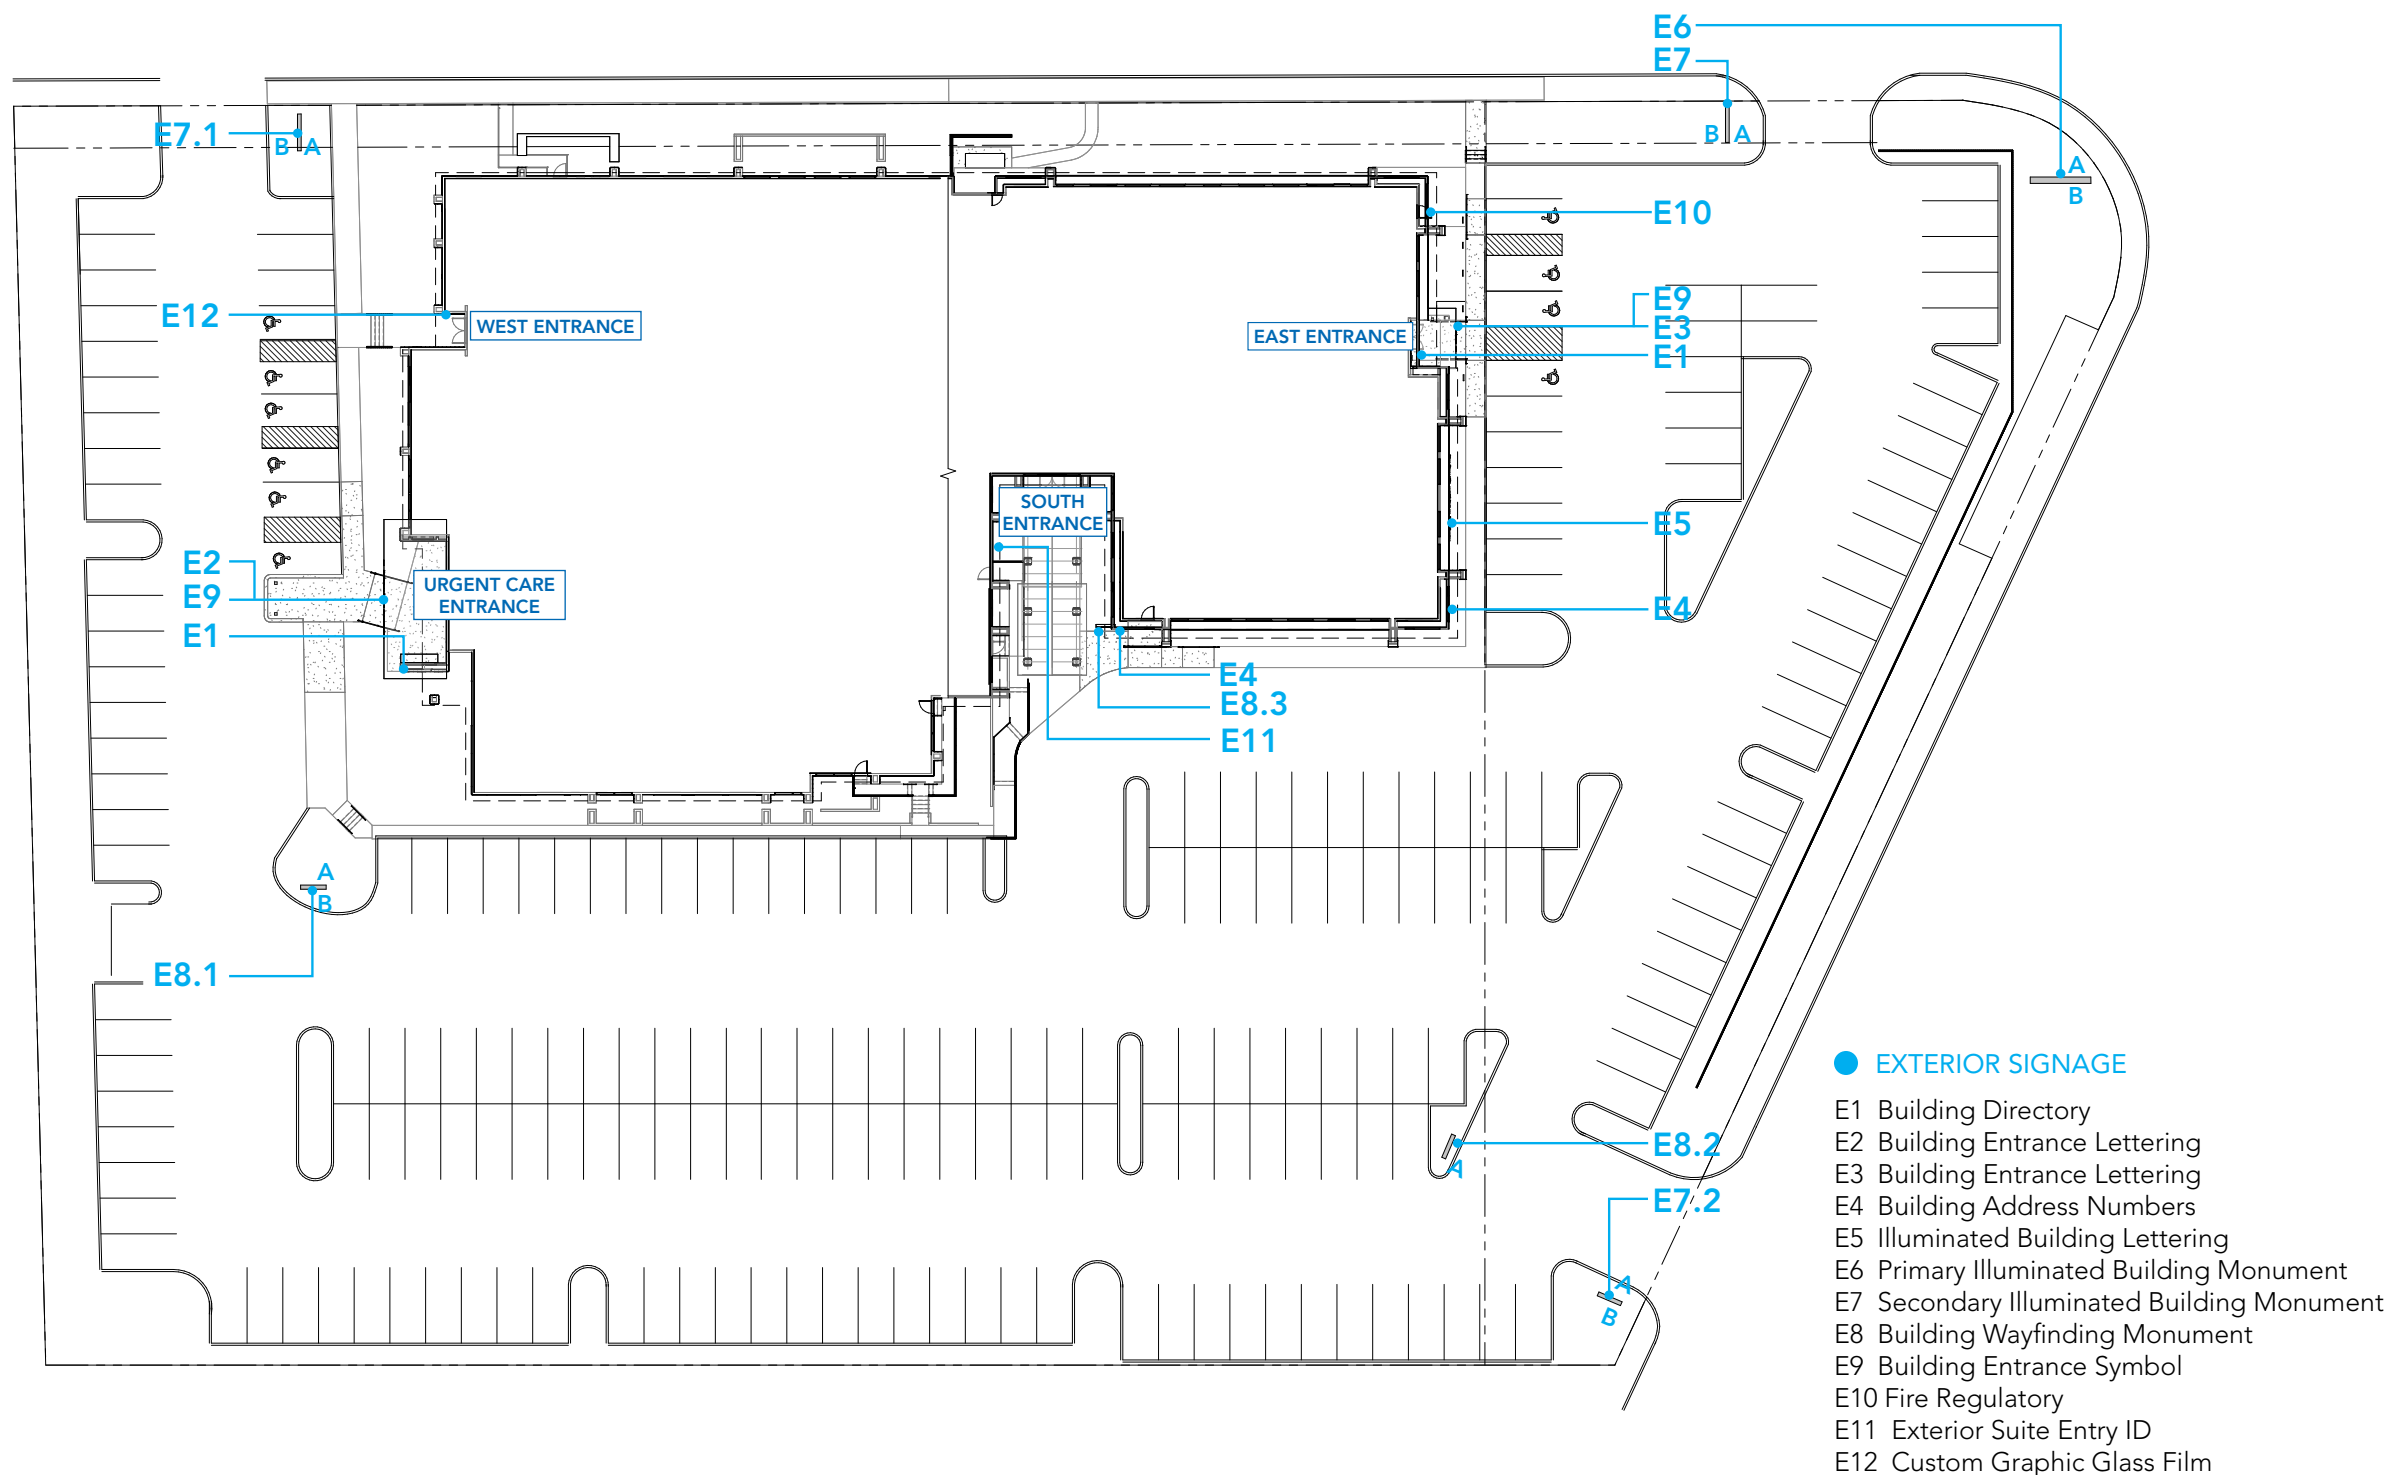 E6
E7
E7.1
B A
B A
A
B
E10
E12
WEST ENTRANCE
EAST ENTRANCE
E9
E3
E1
SOUTH
ENTRANCE
E5
E2
E9
E1
URGENT CARE
ENTRANCE
E4
E4
E8.3
E11
A
B
E8.1
E8.2
A
E7.2
A
B
EXTERIOR SIGNAGE
E1 Building Directory
E2 Building Entrance Lettering
E3 Building Entrance Lettering
E4 Building Address Numbers
E5 Illuminated Building Lettering
E6 Primary Illuminated Building Monument
E7 Secondary Illuminated Building Monument
E8 Building Wayfinding Monument
E9 Building Entrance Symbol
E10 Fire Regulatory
E11 Exterior Suite Entry ID
E12 Custom Graphic Glass Film